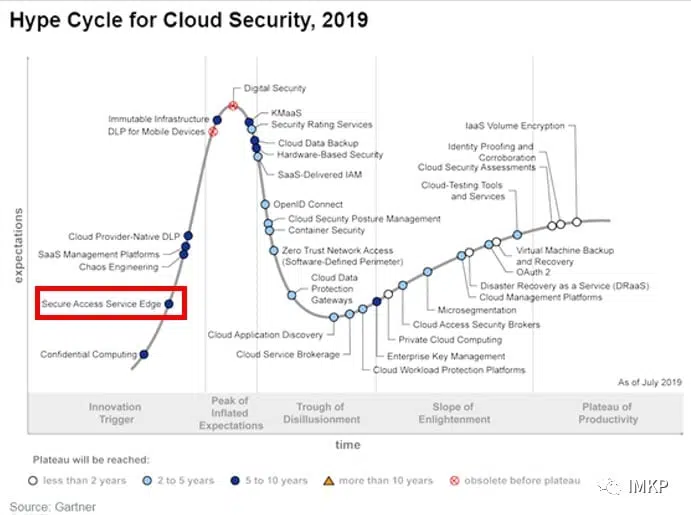 Hype Cycle for Cloud Security, 2019
expectations
Digital Security
Immutable Infrastructure
DLP for Mobile Devices
KMaaS
Security Rating Services
Cloud Data Backup
Hardware-Based Security
SaaS-Delivered IAM
OpenID Connect
Cloud Security Posture Management
Container Security
Zero Trust Network Access
(Software-Defined Perimeter)
Cloud Provider-Native DLP
SaaS Management Platforms
Chaos Engineering
Secure Access Service Edge
Confidential Computing
Cloud Data
Protection
Gateways
Cloud Application Discovery
Cloud Service Brokerage
Cloud Workload Protection Platforms
Enterprise Key Management
Private Cloud Computing
Cloud Access Security Brokers
Microsegmentation
Cloud Management Platforms
Disaster Recovery as a Service (DRaaS)
OAuth 2
Virtual Machine Backup
and Recovery
Cloud-Testing Tools
and Services
Cloud Security Assessments
Identity Proofing and
Corroboration
IaaS Volume Encryption
As of July 2019
Innovation
Trigger
Peak of
Inflated
Expectations
Trough of
Disillusionment
Slope of
Enlightenment
Plateau of
Productivity
time
Plateau will be reached:
less than 2 years
2 to 5 years
5 to 10 years
more than 10 years
obsolete before plateau
Source: Gartner
IMKP